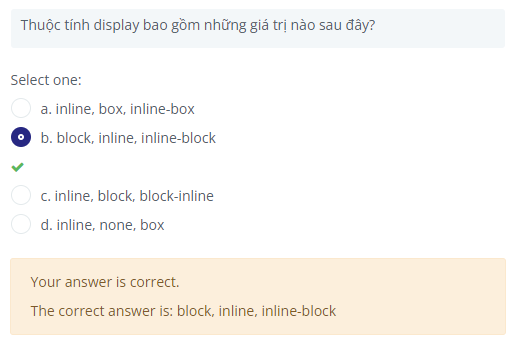 Thuộc tính display bao gồm những giá trị nào sau đây?
Select one:
a. inline, box, inline-box
b. block, inline, inline-block
c. inline, block, block-inline
d. inline, none, box
Your answer is correct.
The correct answer is: block, inline, inline-block